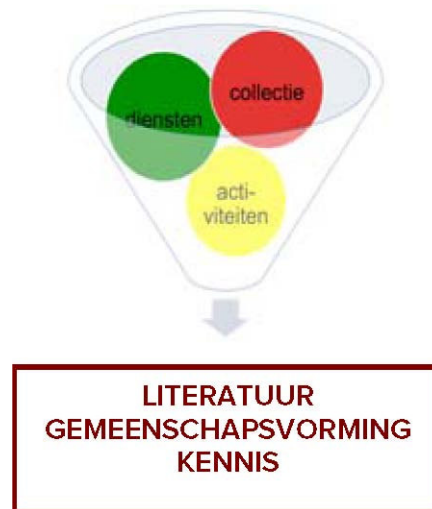 collectie
diensten
acti-
viteiten
LITERATUUR
GEMEENSCHAPSVORMING
KENNIS